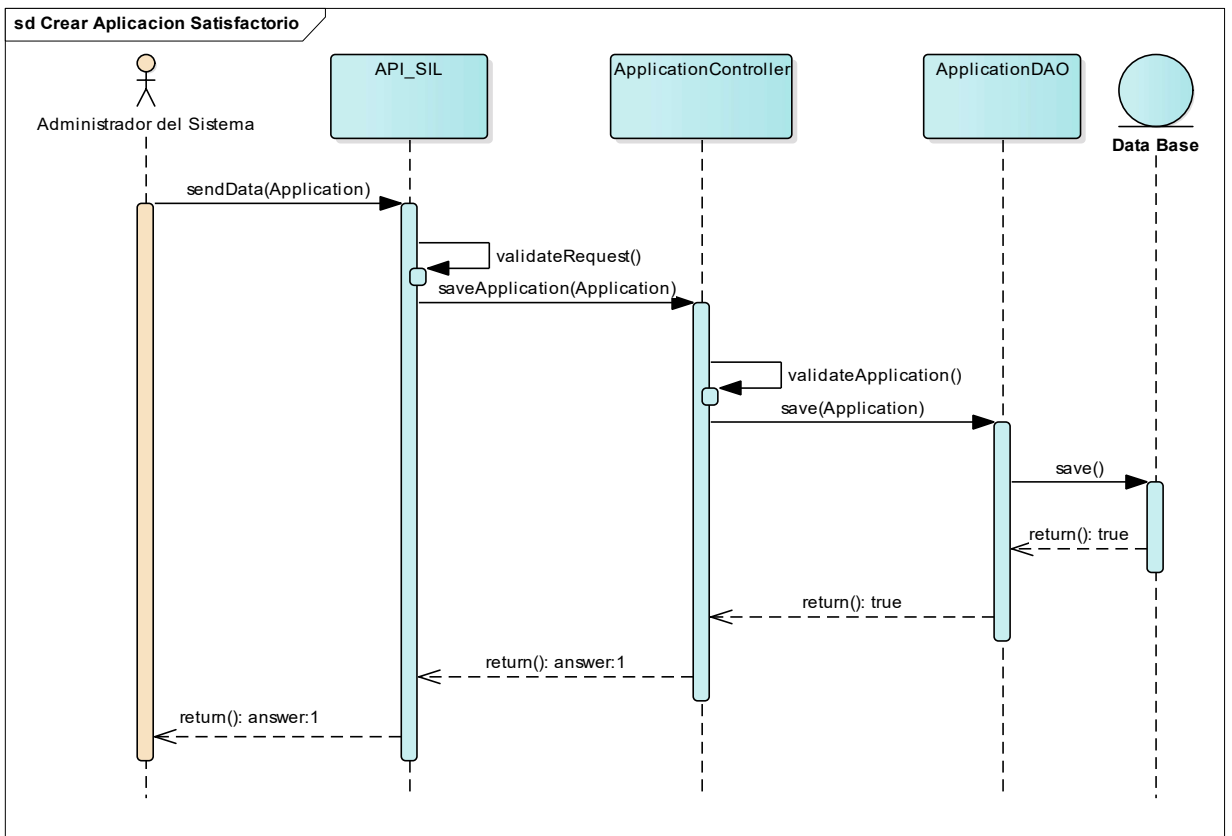 sd Crear Aplicacion Satisfactorio
API_SIL
ApplicationController
ApplicationDAO
Administrador del Sistema
Data Base
sendData(Application)
validateRequest()
saveApplication(Application)
validateApplication()
save(Application)
save()
return(): true
return(): true
return(): answer:1
return(): answer:1